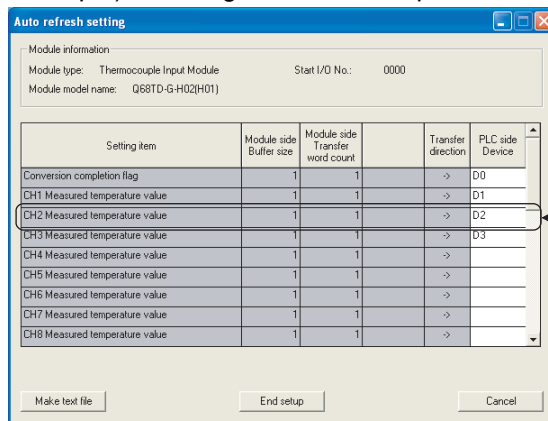 Auto refresh setting
Module information
Module type: Thermocouple Input Module Start I/O No.: 0000
Module model name: Q68TD-G-H02(H01)
Setting item Module side Buffer size Module side Transfer word count Transfer direction PLC side Device
Conversion completion flag 1 1 -> D0
CH1 Measured temperature value 1 1 -> D1
CH2 Measured temperature value 1 1 -> D2
CH3 Measured temperature value 1 1 -> D3
CH4 Measured temperature value 1 1 ->
CH5 Measured temperature value 1 1 ->
CH6 Measured temperature value 1 1 ->
CH7 Measured temperature value 1 1 ->
CH8 Measured temperature value 1 1 ->
Make text file End setup Cancel